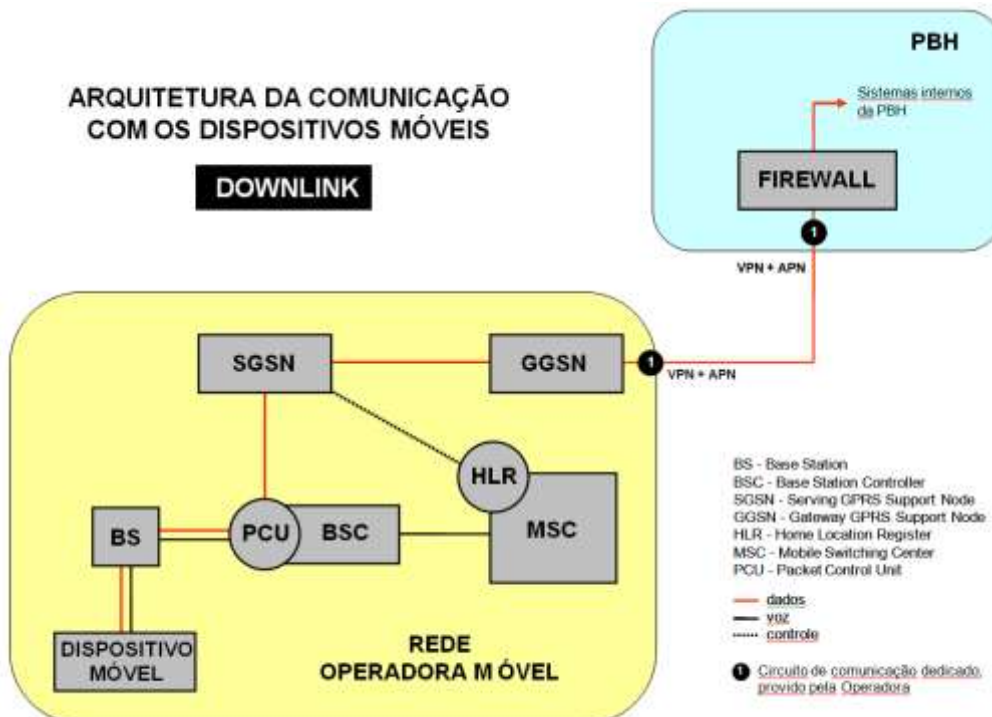 PBH
ARQUITETURA DA COMUNICAÇÃO
COM OS DISPOSITIVOS MÓVEIS
DOWNLINK
Sistemas internos
da PBH
FIREWALL
1
VPN + APN
SGSN
GGSN
1
VPN + APN
HLR
BS
PCU
BSC
MSC
DISPOSITIVO
MÓVEL
REDE
OPERADORA M ÓVEL
BS - Base Station
BSC - Base Station Controller
SGSN - Serving GPRS Support Node
GGSN - Gateway GPRS Support Node
HLR - Home Location Register
MSC - Mobile Switching Center
PCU - Packet Control Unit
dados
voz
controle
1 Circuito de comunicação dedicado,
provido pela Operadora